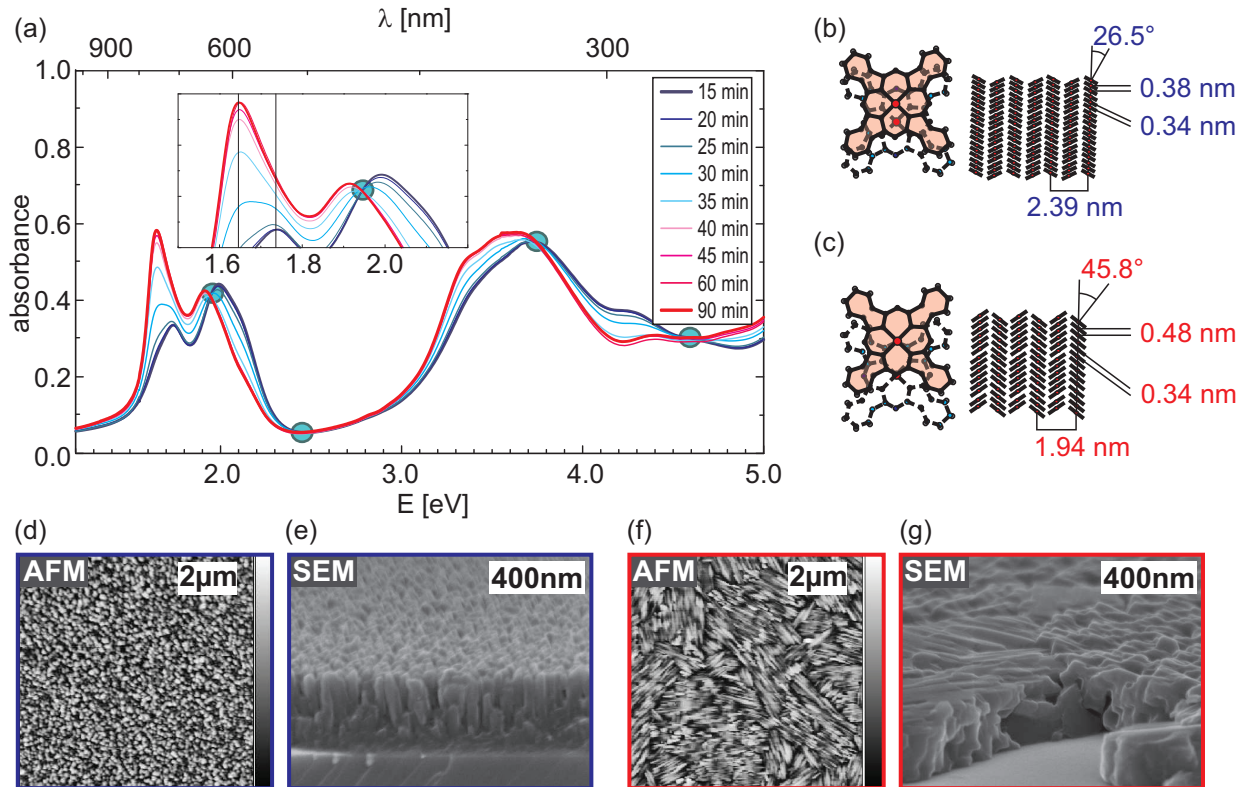 (a)
λ [nm]
900
600
300
absorbance
1.0
0.8
0.6
0.4
0.2
0.0
1.6
1.8
2.0
15 min
20 min
25 min
30 min
35 min
40 min
45 min
60 min
90 min
2.0
3.0
4.0
5.0
E [eV]
(b)
26.5°
0.38 nm
0.34 nm
2.39 nm
(c)
45.8°
0.48 nm
0.34 nm
1.94 nm
(d)
AFM
2µm
(e)
SEM
400nm
(f)
AFM
2µm
(g)
SEM
400nm